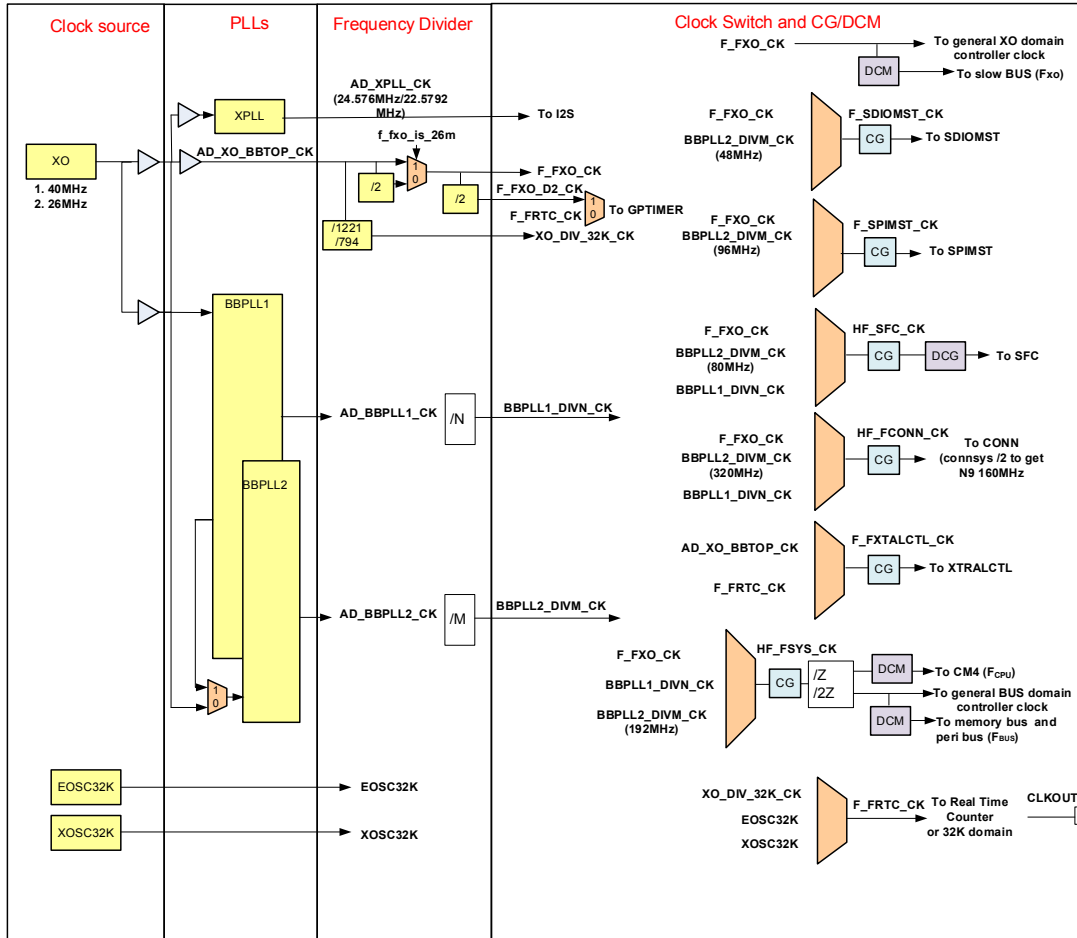 Clock source
PLLs
Frequency Divider
Clock Switch and CG/DCM
XO
1. 40MHz
2. 26MHz
XPLL
AD_XPLL_CK
(24.576MHz/22.5792
MHz)
To I2S
AD_XO_BBTOP_CK
f_fxo_is_26m
/2
1
0
F_FXO_CK
/2
F_FXO_D2_CK
F_FRTC_CK
1
0
To GPTIMER
/1221
/794
XO_DIV_32K_CK
BBPLL1
AD_BBPLL1_CK
/N
BBPLL1_DIVN_CK
BBPLL2
AD_BBPLL2_CK
/M
BBPLL2_DIVM_CK
1
0
EOSC32K
EOSC32K
XOSC32K
XOSC32K
F_FXO_CK
To general XO domain
controller clock
DCM
To slow BUS (Fxo)
F_FXO_CK
BBPLL2_DIVM_CK
(48MHz)
F_SDIOMST_CK
CG
To SDIOMST
F_FXO_CK
BBPLL2_DIVM_CK
(96MHz)
F_SPIMST_CK
CG
To SPIMST
F_FXO_CK
BBPLL2_DIVM_CK
(80MHz)
BBPLL1_DIVN_CK
HF_SFC_CK
CG
DCG
To SFC
F_FXO_CK
BBPLL2_DIVM_CK
(320MHz)
BBPLL1_DIVN_CK
HF_FCONN_CK
CG
To CONN
(connsys /2 to get
N9 160MHz
AD_XO_BBTOP_CK
F_FRTC_CK
F_FXTALCTL_CK
CG
To XTRALCTL
F_FXO_CK
BBPLL1_DIVN_CK
BBPLL2_DIVM_CK
(192MHz)
HF_FSYS_CK
CG
/Z
/2Z
DCM
To CM4 (FCPU)
To general BUS domain
controller clock
DCM
To memory bus and
peri bus (FBUS)
XO_DIV_32K_CK
EOSC32K
XOSC32K
F_FRTC_CK
To Real Time
Counter
or 32K domain
CLKOUT